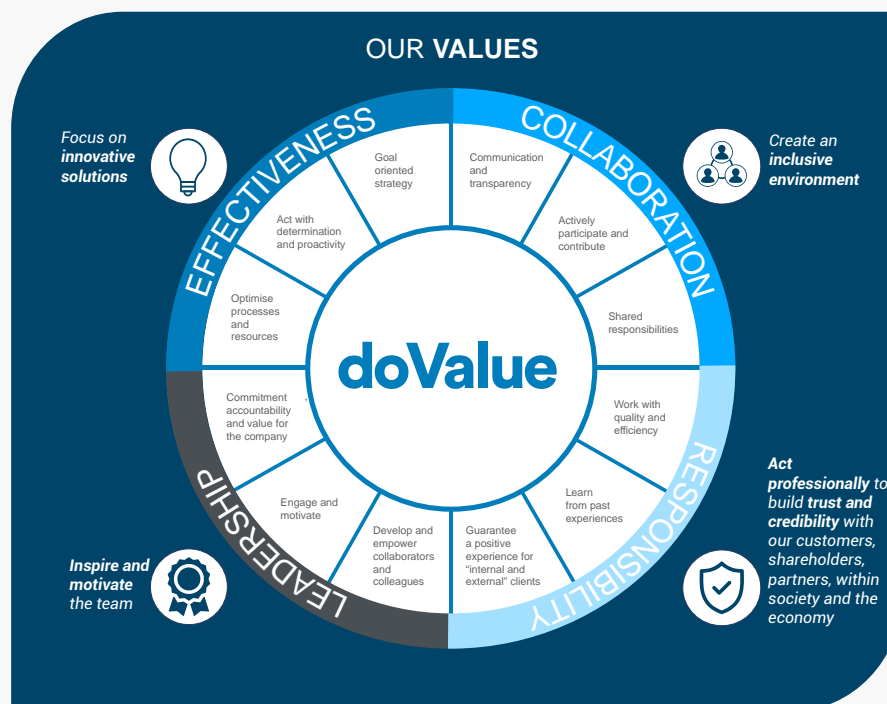 OUR VALUES
Focus on
innovative
solutions
EFFECTIVENESS
Goal
oriented
strategy
Act with
determination
and proactivity
Optimise
processes
and
resources
COLLABORATION
Communication
and
transparency
Actively
participate and
contribute
Shared
responsibilities
Create an
inclusive
environment
doValue
LEADERSHIP
Commitment ,
accountability
and value for
the company
Engage and
motivate
Develop and
empower
collaborators
and
colleagues
Inspire and
motivate
the team
RESPONSIBILITY
Work with
quality and
efficiency
Learn
from past
experiences
Guarantee
a positive
experience for
“internal and
external” clients
Act
professionally to
build trust and
credibility with
our customers,
shareholders,
partners, within
society and the
economy